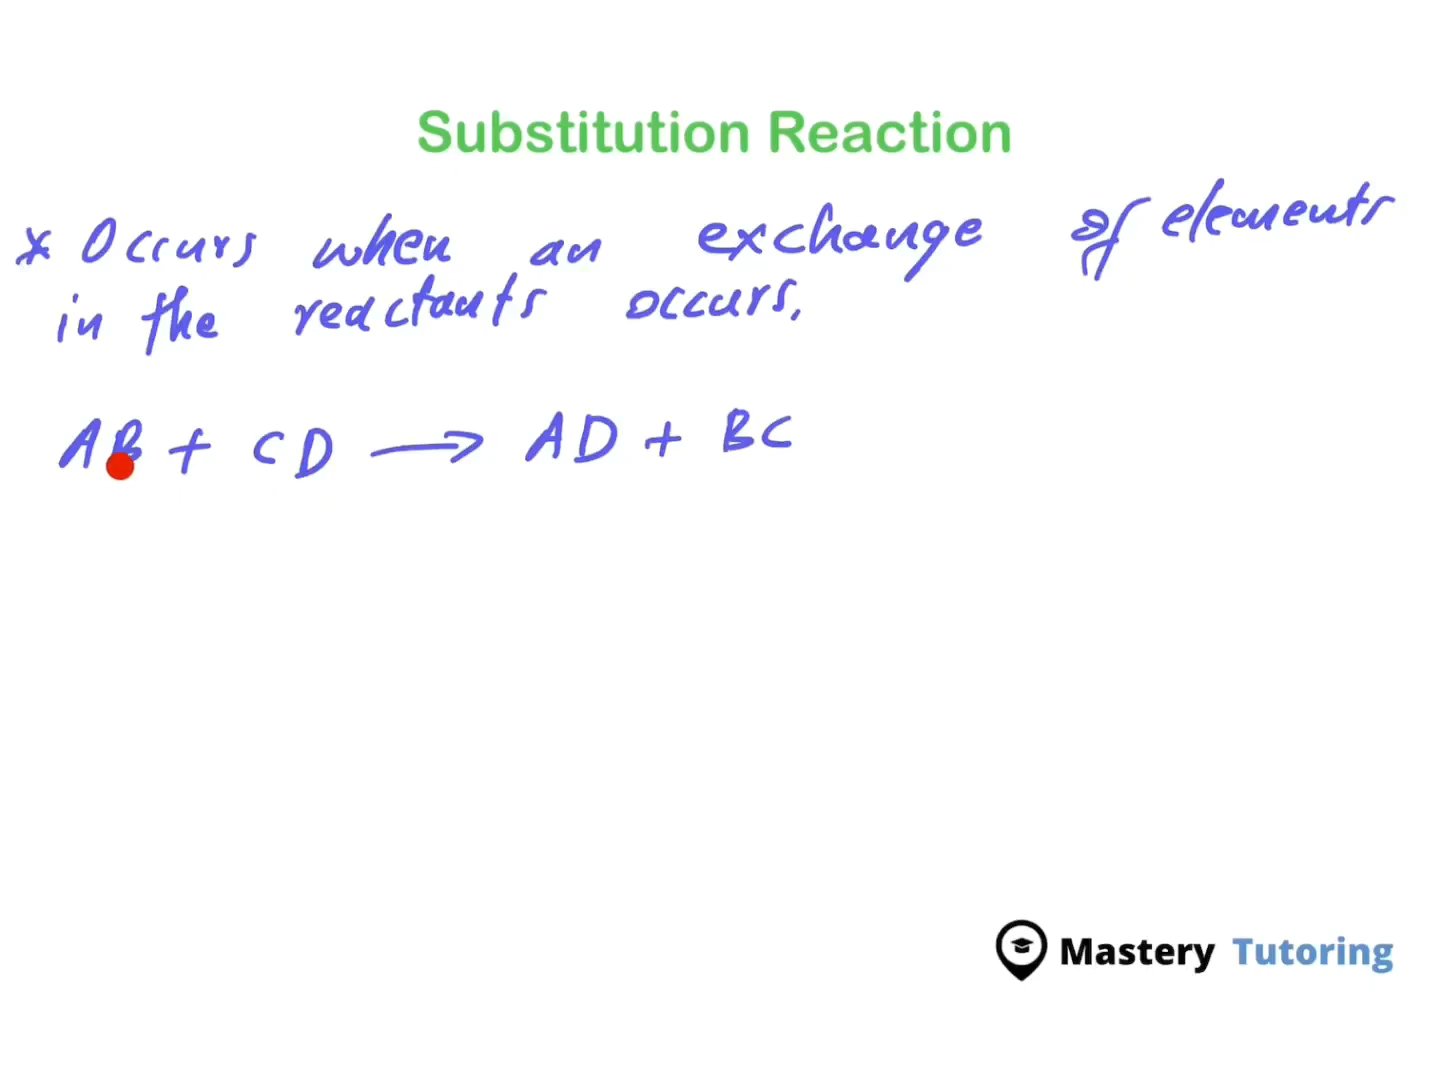 Substitution Reaction
* Occurs when an exchange of elements
in the reactants occurs.
AB + CD → AD + BC
Mastery Tutoring